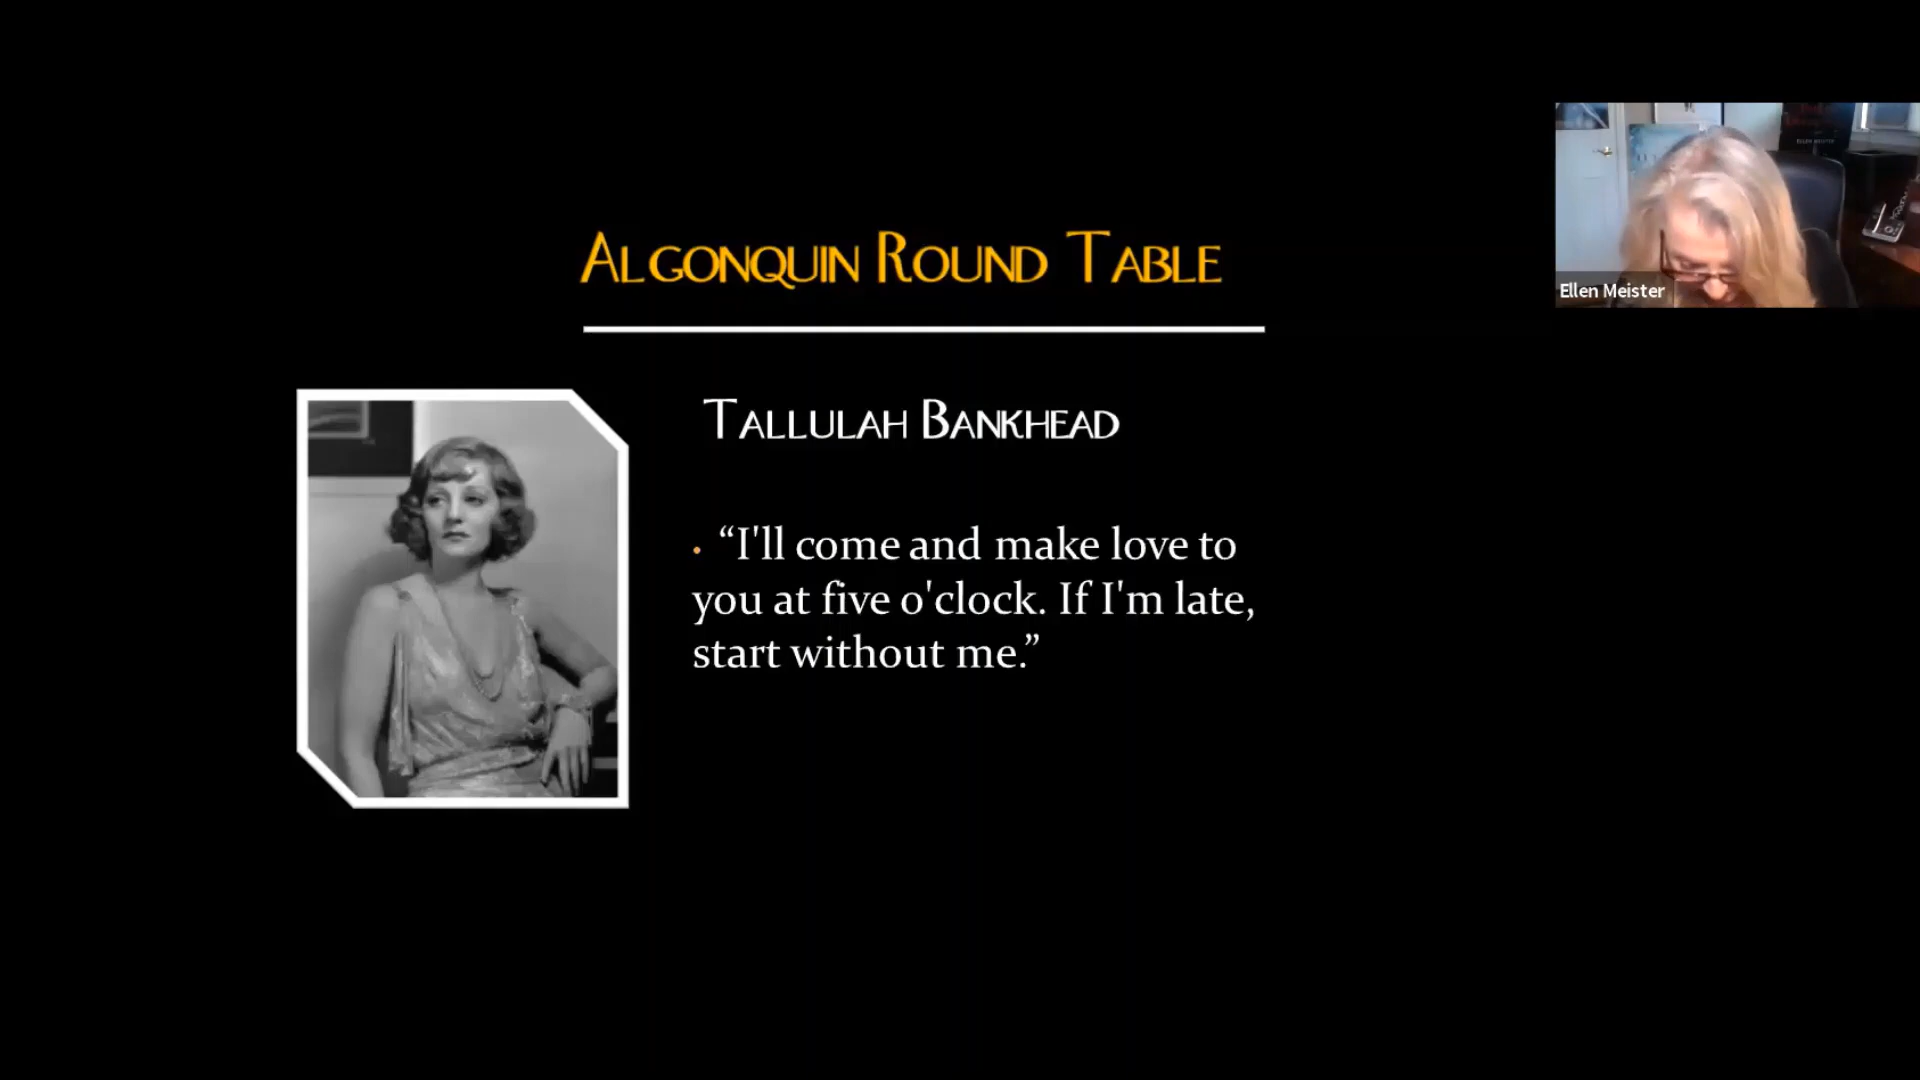 ALGONQUIN ROUND TABLE
TALLULAH BANKHEAD
• “I'll come and make love to
you at five o'clock. If I'm late,
start without me.”
Ellen Meister